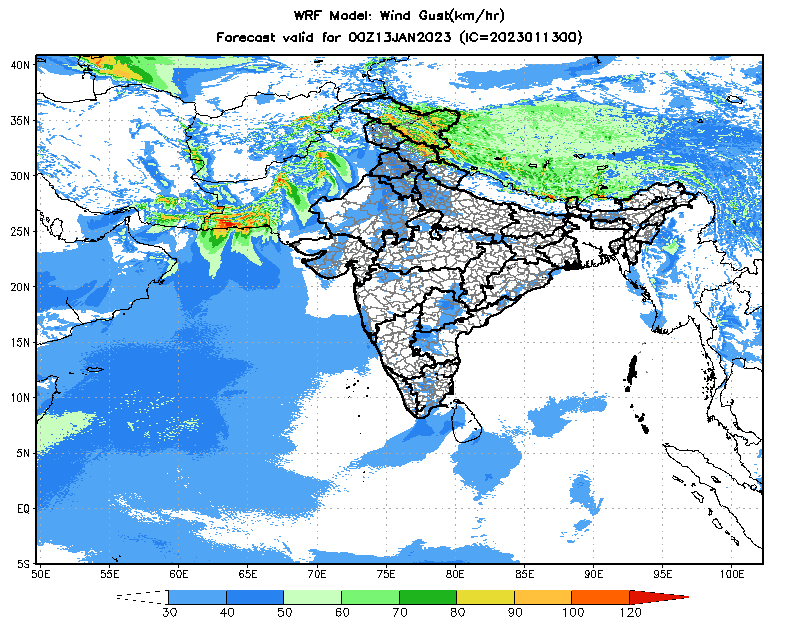 WRF Model: Wind Gust(km/hr)
Forecast valid for 00Z13JAN2023 (IC=2023011300)
40N
35N
30N
25N
20N
15N
10N
5N
EQ
5S
50E 55E 60E 65E 70E 75E 80E 85E 90E 95E 100E
30 40 50 60 70 80 90 100 120